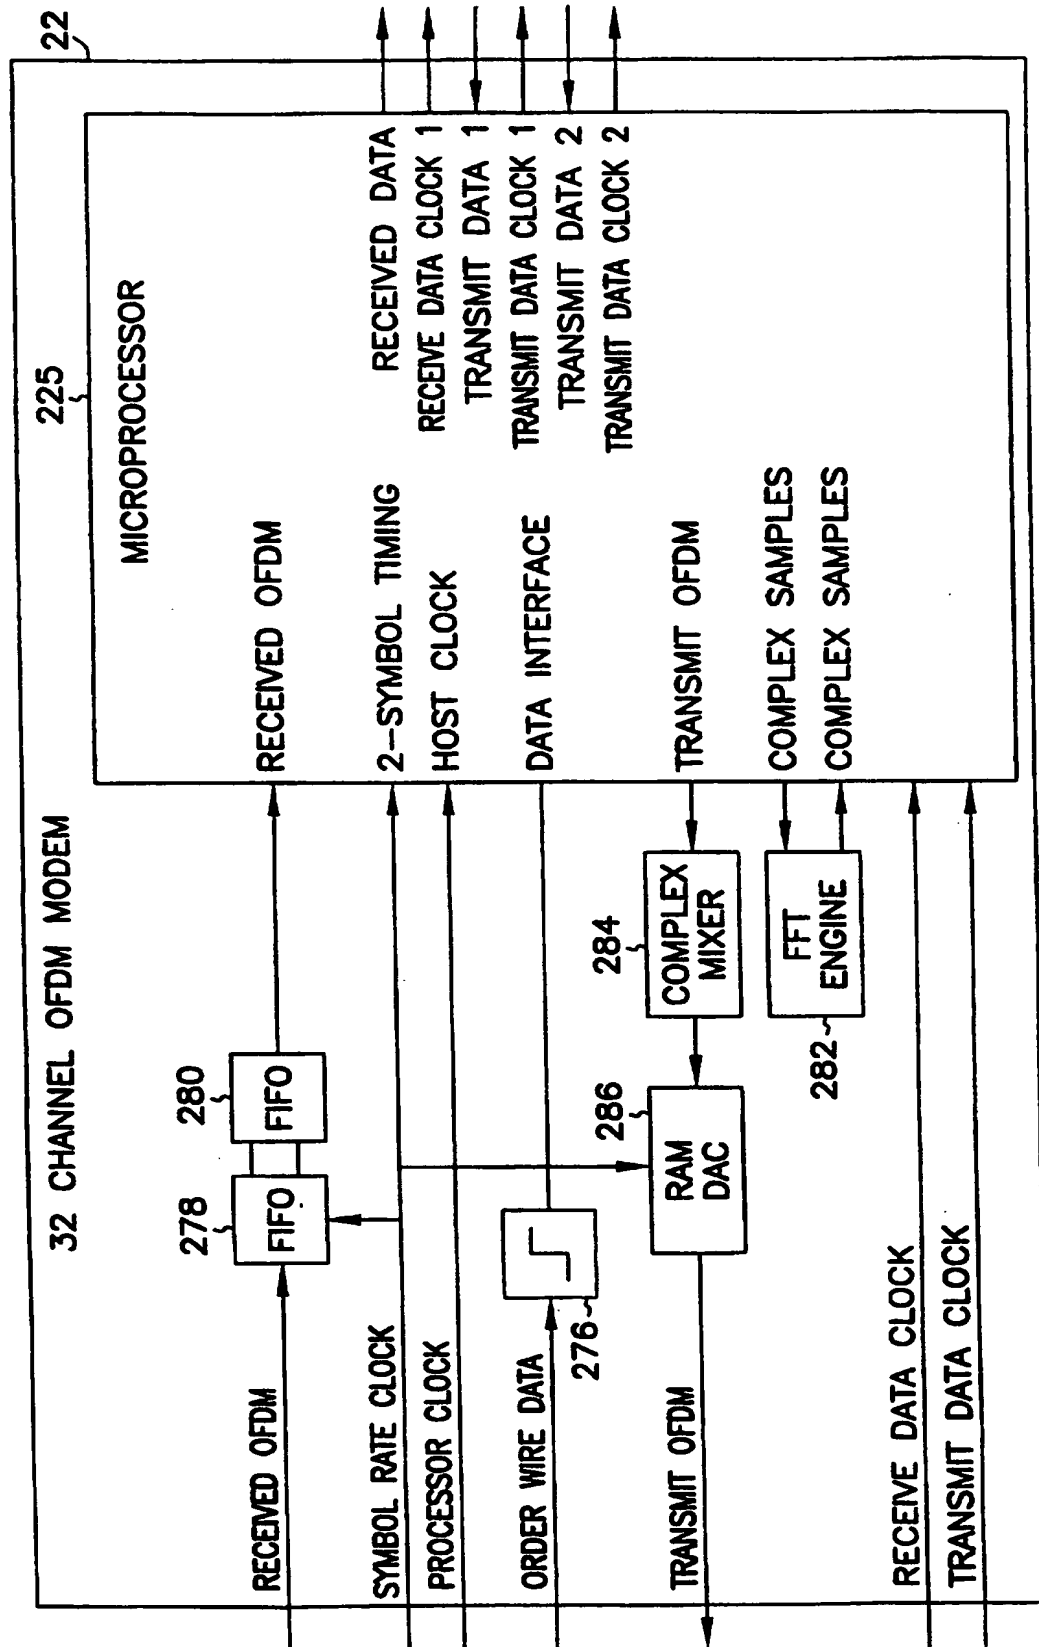 32 CHANNEL OFDM MODEM
22
225
MICROPROCESSOR
RECEIVED OFDM
278
FIFO
280
FIFO
RECEIVED OFDM
SYMBOL RATE CLOCK
2-SYMBOL TIMING
RECEIVED DATA
PROCESSOR CLOCK
HOST CLOCK
RECEIVE DATA CLOCK 1
TRANSMIT DATA 1
ORDER WIRE DATA
276
DATA INTERFACE
TRANSMIT DATA CLOCK 1
TRANSMIT DATA 2
TRANSMIT DATA CLOCK 2
TRANSMIT OFDM
286
RAM
DAC
284
COMPLEX
MIXER
TRANSMIT OFDM
282
FFT
ENGINE
COMPLEX SAMPLES
COMPLEX SAMPLES
RECEIVE DATA CLOCK
TRANSMIT DATA CLOCK